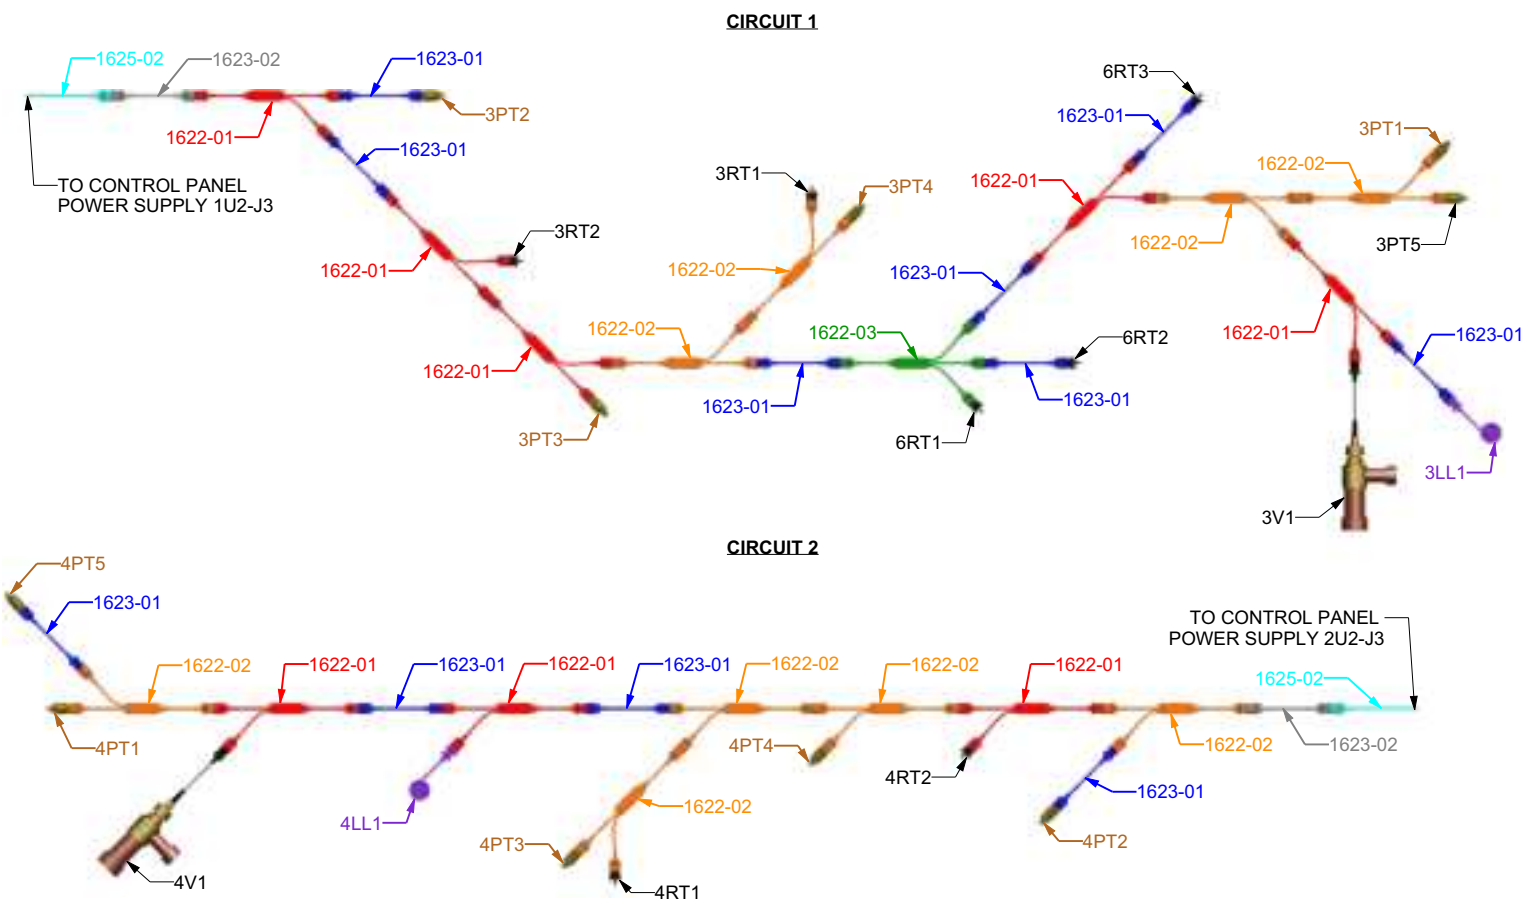 CIRCUIT 1
1625-02
1623-02
1623-01
6RT3
1622-01
3PT2
1623-01
1623-01
3PT1
TO CONTROL PANEL
POWER SUPPLY 1U2-J3
3RT1
3PT4
1622-01
1622-02
3RT2
1622-01
1622-02
1623-01
1622-02
3PT5
1622-02
1622-03
1622-01
6RT2
1623-01
1622-01
1623-01
1623-01
3PT3
6RT1
3LL1
3V1
CIRCUIT 2
4PT5
1623-01
TO CONTROL PANEL
POWER SUPPLY 2U2-J3
1622-02
1622-01
1623-01
1622-01
1623-01
1622-02
1622-02
1622-01
1625-02
4PT1
4PT4
1622-02
1623-02
4RT2
1623-01
4LL1
1622-02
4PT3
4PT2
4V1
4RT1